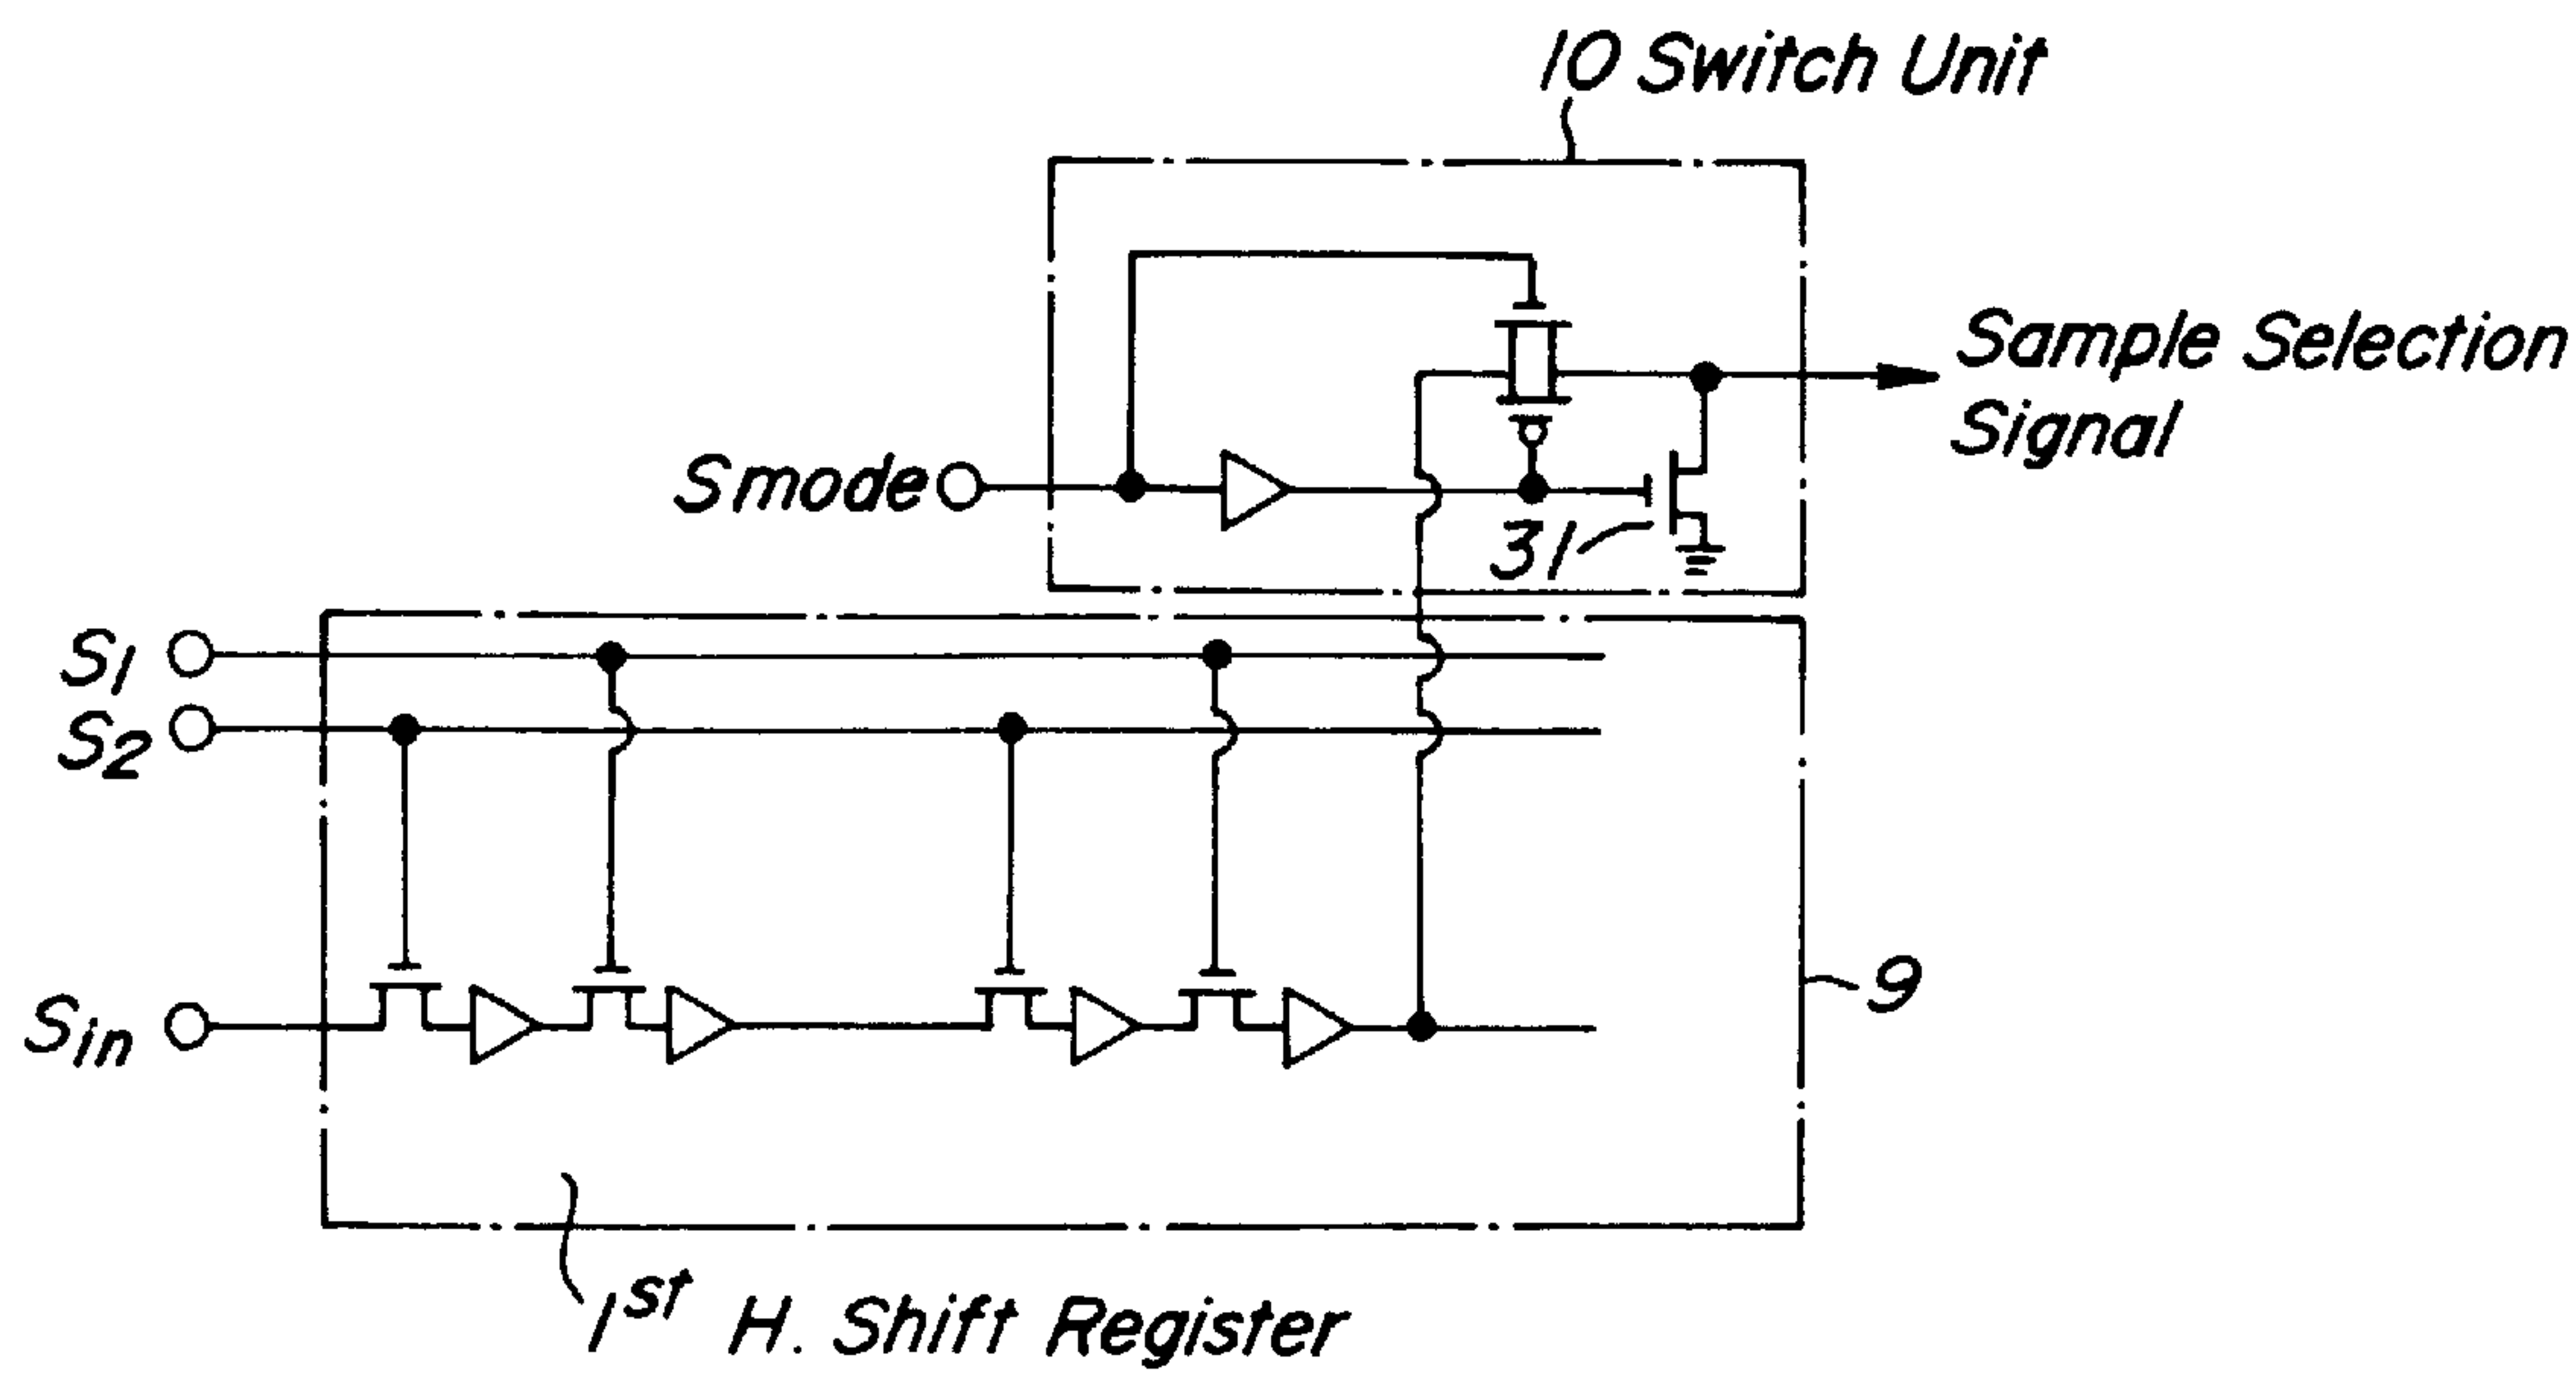 10 Switch Unit
Sample Selection
Signal
Smode
31
S1
S2
9
Sin
1st H. Shift Register